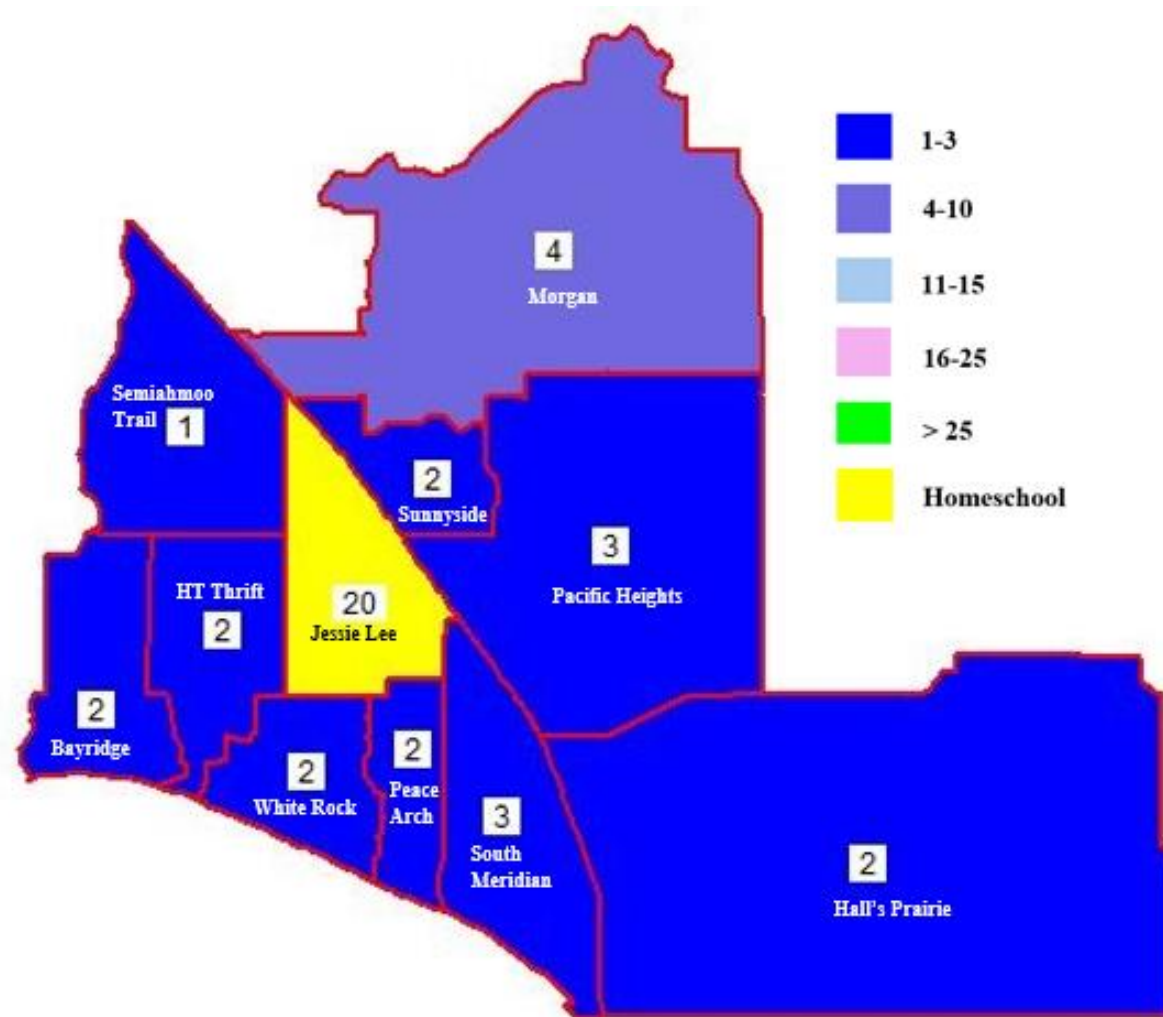 1-3
4-10
11-15
16-25
> 25
Homeschool
4
Morgan
Semiahmoo
Trail
1
2
Sunnyside
3
Pacific Heights
HT Thrift
2
20
Jessie Lee
2
Bayridge
2
White Rock
2
Peace
Arch
3
South
Meridian
2
Hall's Prairie